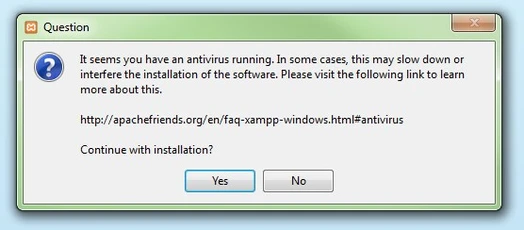 Question
It seems you have an antivirus running. In some cases, this may slow down or
interfere the installation of the software. Please visit the following link to learn
more about this.
http://apachefriends.org/en/faq-xampp-windows.html#antivirus
Continue with installation?
Yes No